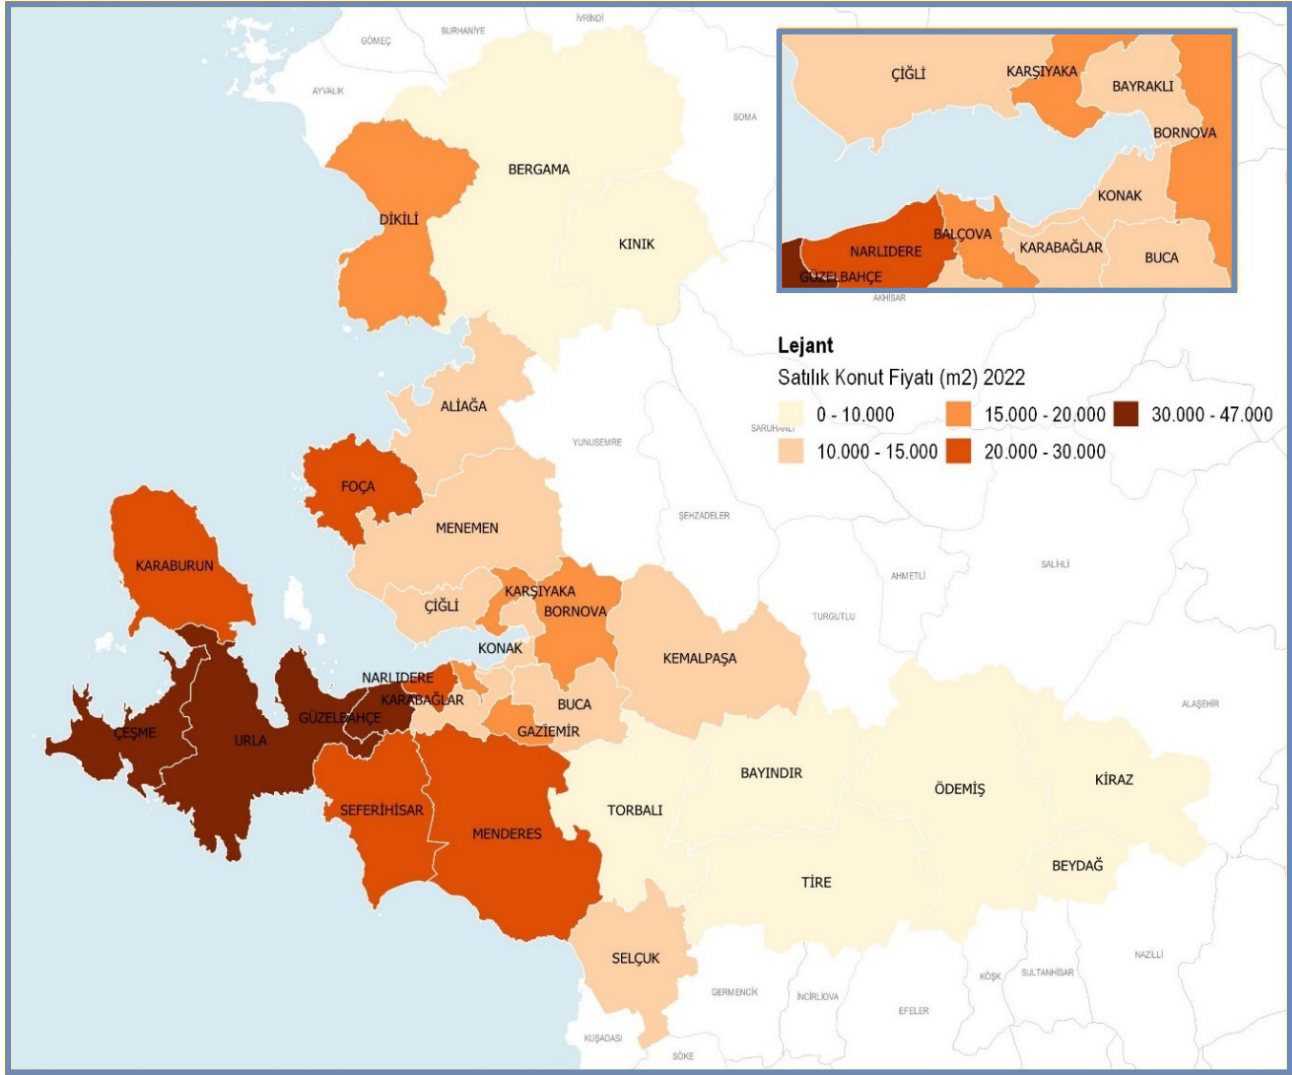 İVRİNDİ
BURHANİYE
GÖMEÇ
AYVALIK
SOMA
BERGAMA
DİKİLİ
KINIK
ÇİĞLİ
KARŞIYAKA
BAYRAKLI
BORNOVA
KONAK
BALÇOVA
NARLIDERE
KARABAĞLAR
BUCA
GÜZELBAHÇE
AKHİSAR
Lejant
Satılık Konut Fiyatı (m2) 2022
0 - 10.000
15.000 - 20.000
30.000 - 47.000
10.000 - 15.000
20.000 - 30.000
SARUHANLI
ALİAĞA
YUNUSEMRE
FOÇA
ŞEHZADELER
MENEMEN
KARABURUN
SALİHLİ
AHMETLİ
KARŞIYAKA
ÇİĞLİ
BORNOVA
TURGUTLU
KONAK
KEMALPAŞA
NARLIDERE
KARABAĞLAR
BUCA
ALAŞEHİR
GÜZELBAHÇE
ÇEŞME
GAZİEMİR
URLA
BAYINDIR
KİRAZ
ÖDEMİŞ
SEFERİHİSAR
TORBALI
MENDERES
BEYDAĞ
TİRE
SELÇUK
NAZİLLİ
KÖŞK
SULTANHİSAR
GERMENCİK
İNCİRLİOVA
EFELER
KUŞADASI
SÖKE